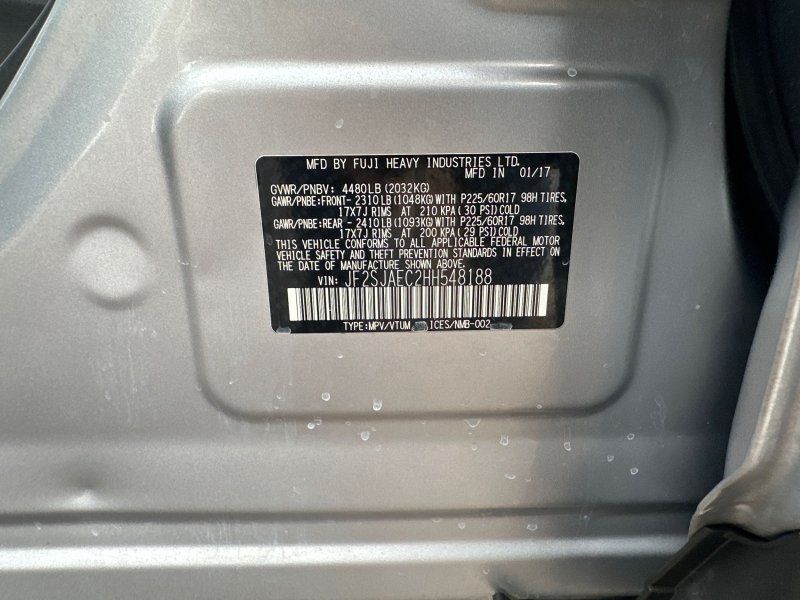 MFD BY FUJI HEAVY INDUSTRIES LTD.
MFD IN 01/17
GVWR/PNBV: 4480LB(2032KG)
GAWR/PNBE:FRONT- 2310LB(1048KG)WITH P225/60R17 98H TIRES,
17X7J RIMS AT 210 KPA(30 PSI)COLD
GAWR/PNBE:REAR - 2410LB(1093KG)WITH P225/60R17 98H TIRES,
17X7J RIMS AT 200 KPA(29 PSI)COLD
THIS VEHICLE CONFORMS TO ALL APPLICABLE FEDERAL MOTOR
VEHICLE SAFETY AND THEFT PREVENTION STANDARDS IN EFFECT ON
THE DATE OF MANUFACTURE SHOWN ABOVE.
VIN: JF2SJAEC2HH548188
TYPE:MPV/VTUM ICES/NMB-002